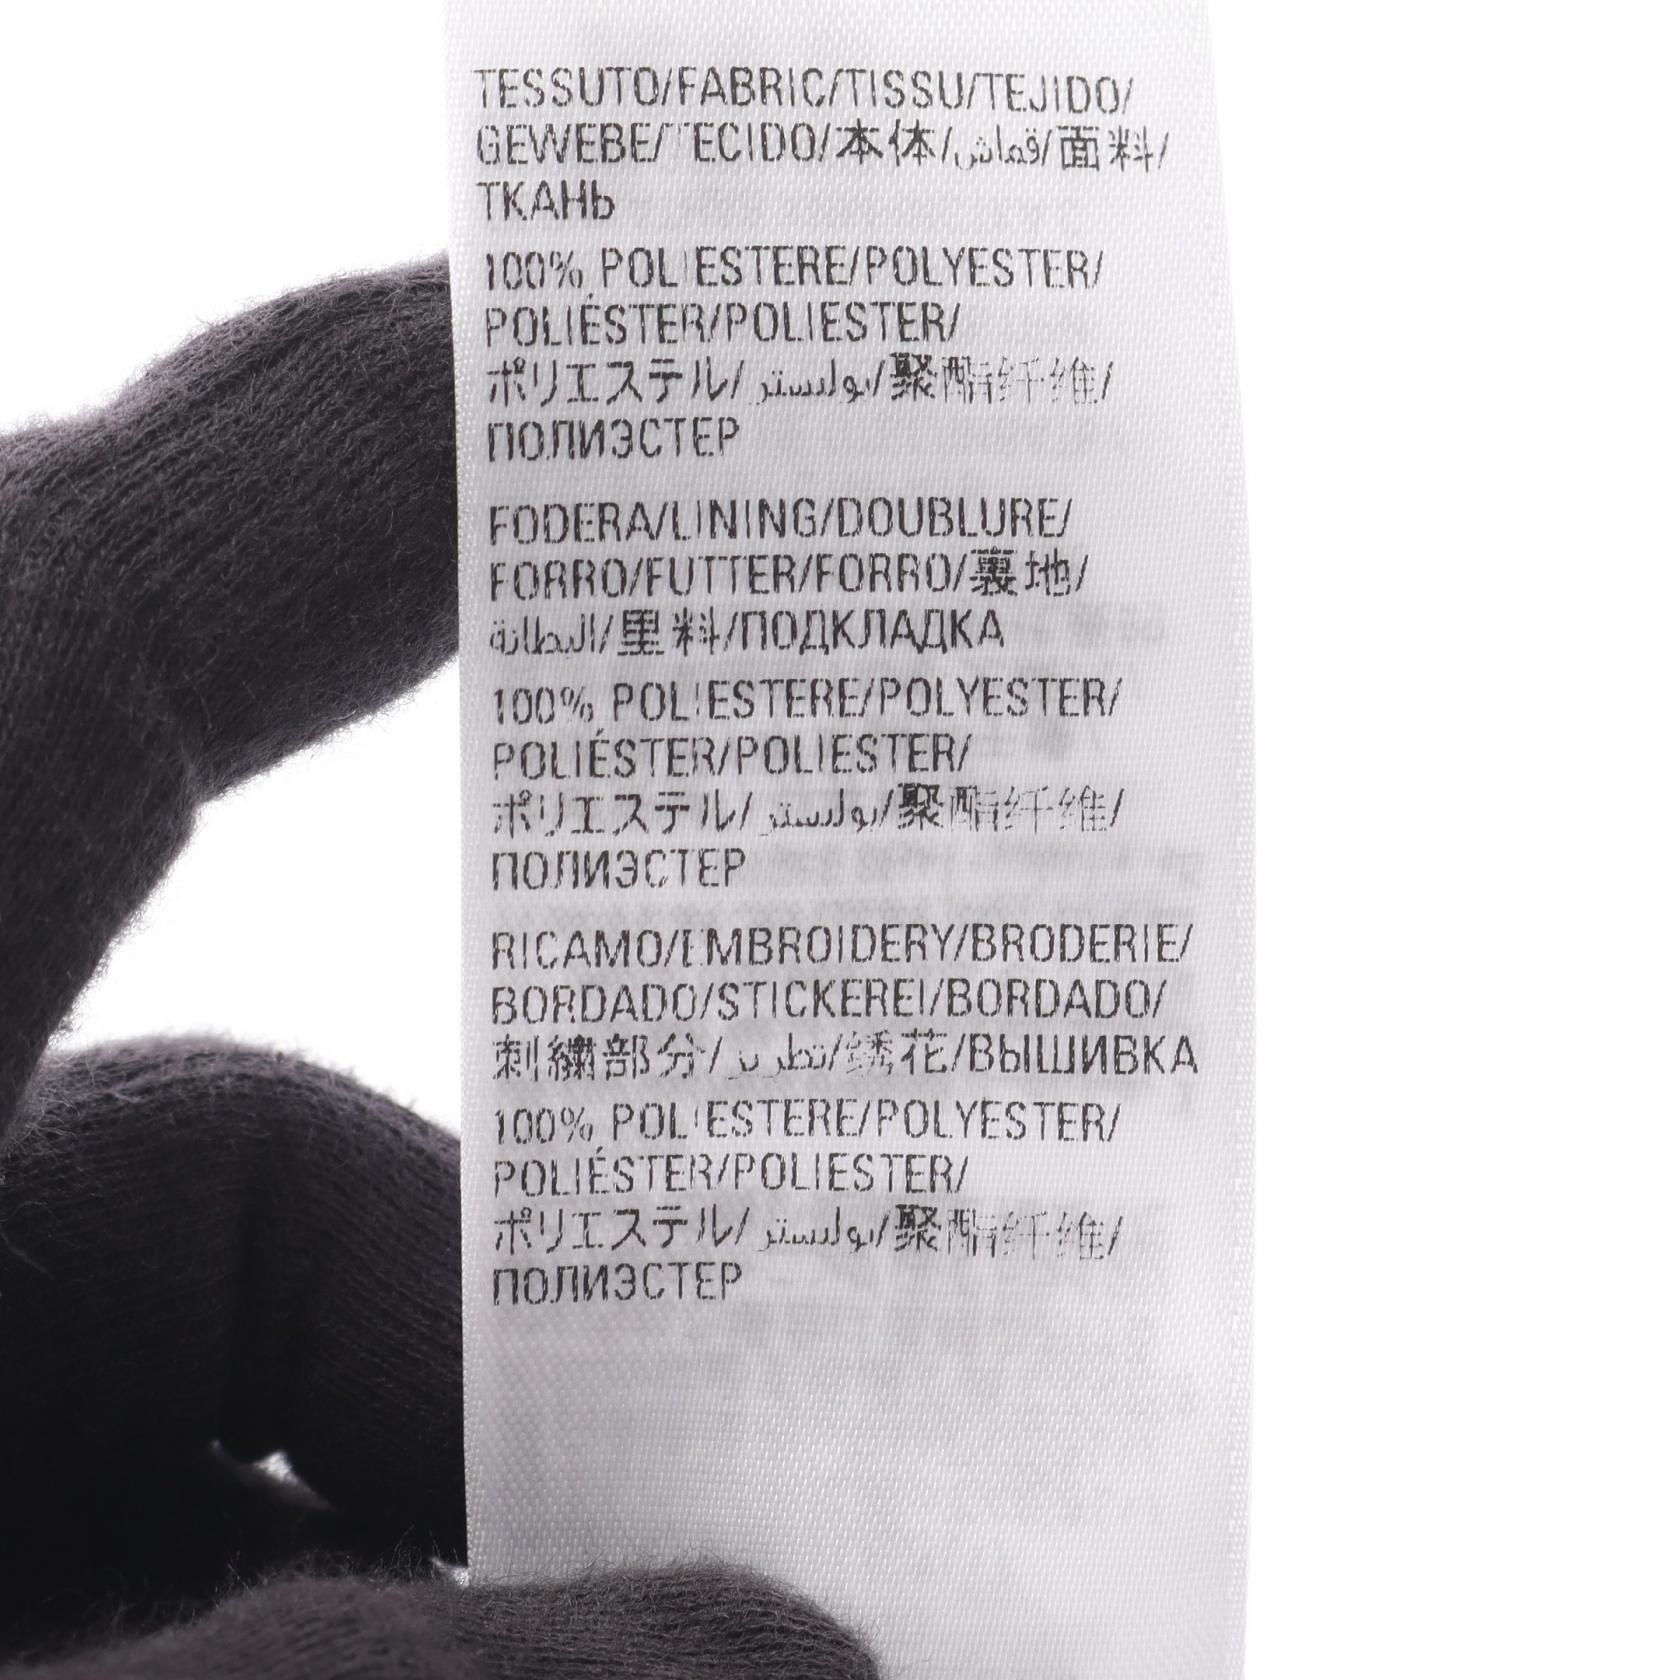 TESSUTO/FABRIC/TISSU/TEJIDO/
GEWEBE/TECIDO/本体/قماش/面料/
ТКАНЬ
100% POLIESTERE/POLYESTER/
POLIÉSTER/POLIESTER/
ポリエステル/بوليستر/聚酯纤维/
ПОЛИЭСТЕР
FODERA/LINING/DOUBLURE/
FORRO/FUTTER/FORRO/裏地/
البطانة/里料/ПОДКЛАДКА
100% POLIESTERE/POLYESTER/
POLIÉSTER/POLIESTER/
ポリエステル/بوليستر/聚酯纤维/
ПОЛИЭСТЕР
RICAMO/EMBROIDERY/BRODERIE/
BORDADO/STICKEREI/BORDADO/
刺繍部分/تطريز/绣花/ВЫШИВКА
100% POLIESTERE/POLYESTER/
POLIÉSTER/POLIESTER/
ポリエステル/بوليستر/聚酯纤维/
ПОЛИЭСТЕР